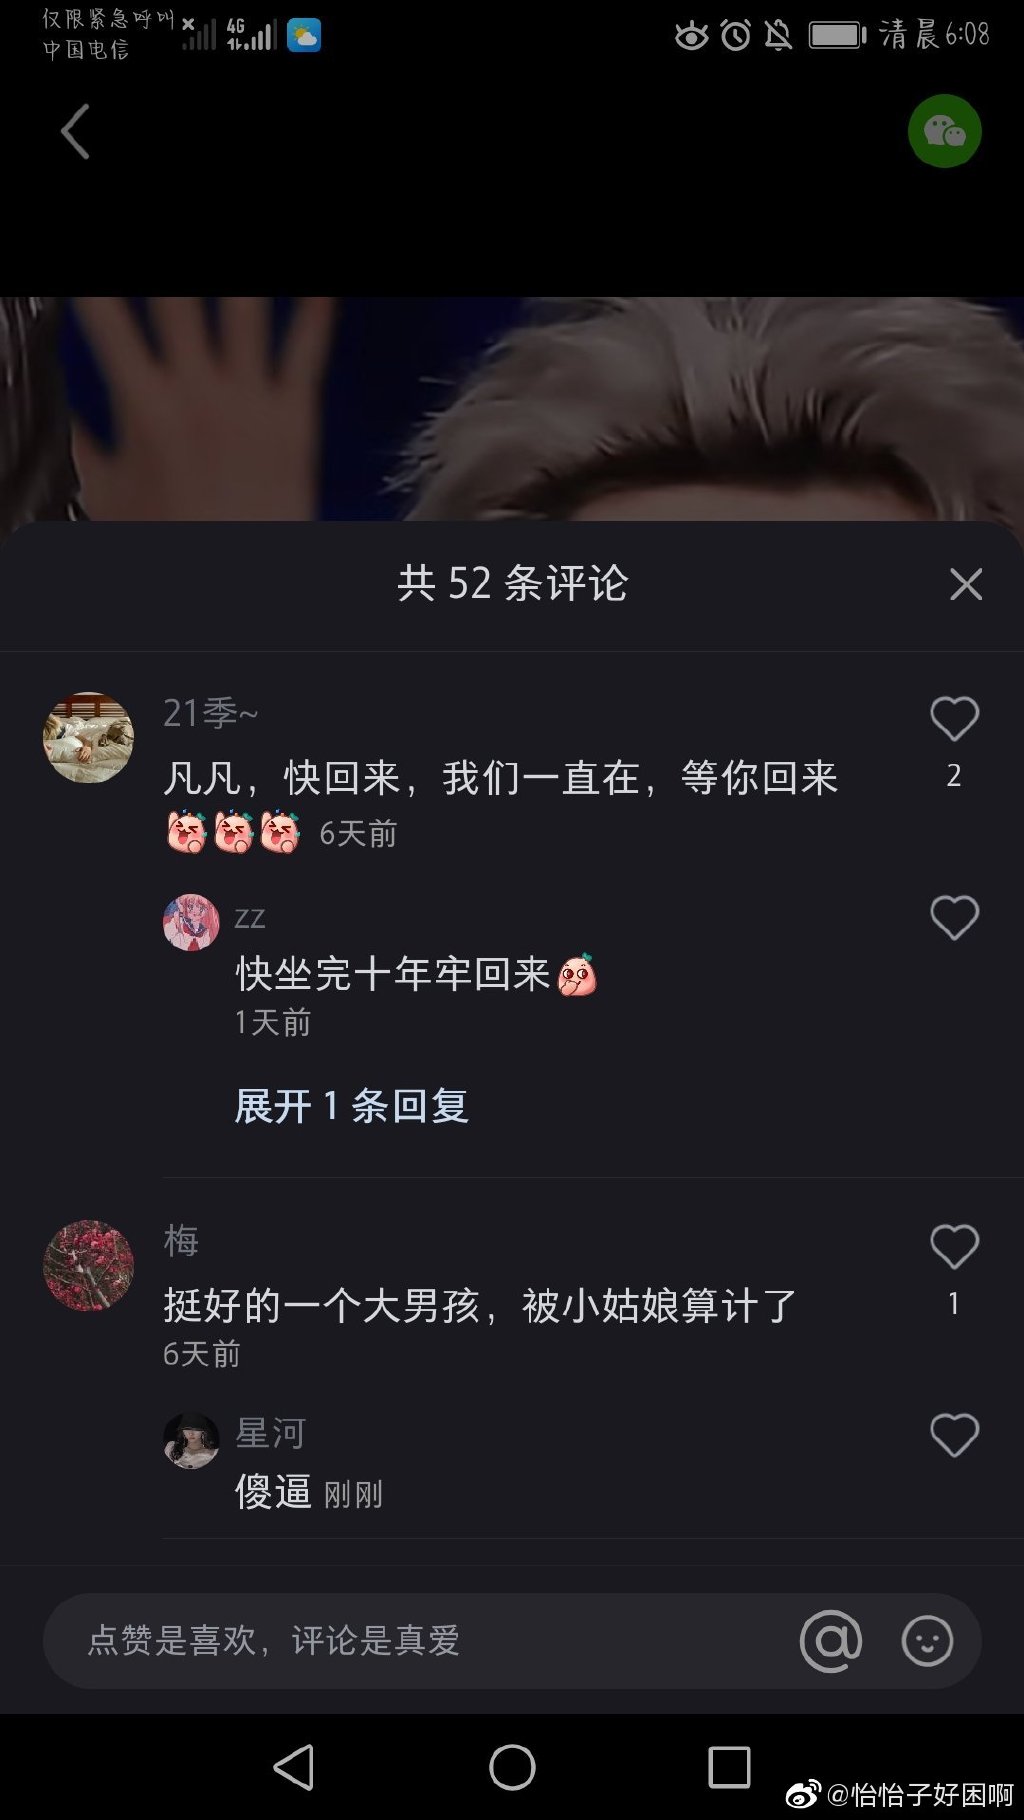 仅限紧急呼叫
中国电信
4G
清晨6:08
共 52 条评论
21季~
凡凡，快回来，我们一直在，等你回来
6天前
2
zz
快坐完十年牢回来
1天前
展开 1 条回复
梅
挺好的一个大男孩，被小姑娘算计了
1
6天前
星河
傻逼 刚刚
点赞是喜欢，评论是真爱
@怡怡子好困啊